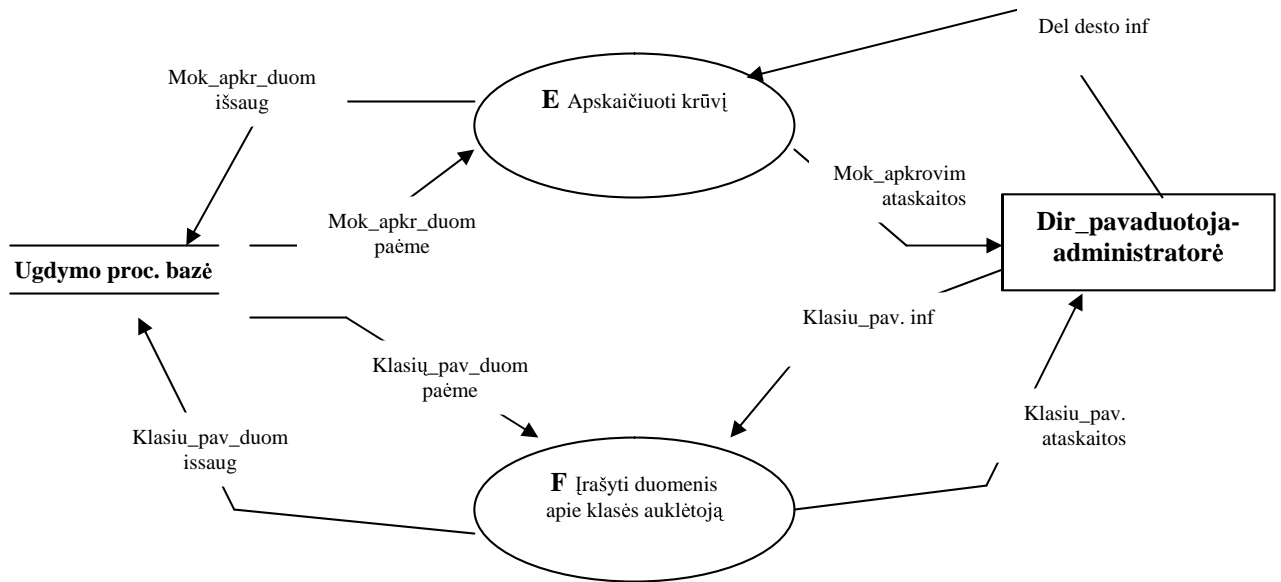 Del desto inf
Mok_apkr_duom
išsaug
E Apskaičiuoti krūvį
Mok_apkrovim
ataskaitos
Mok_apkr_duom
paėme
Dir_pavaduotoja-
administratorė
Ugdymo proc. bazė
Klasiu_pav. inf
Klasių_pav_duom
paėme
Klasiu_pav_duom
issaug
Klasiu_pav.
ataskaitos
F Įrašyti duomenis
apie klasės auklėtoją